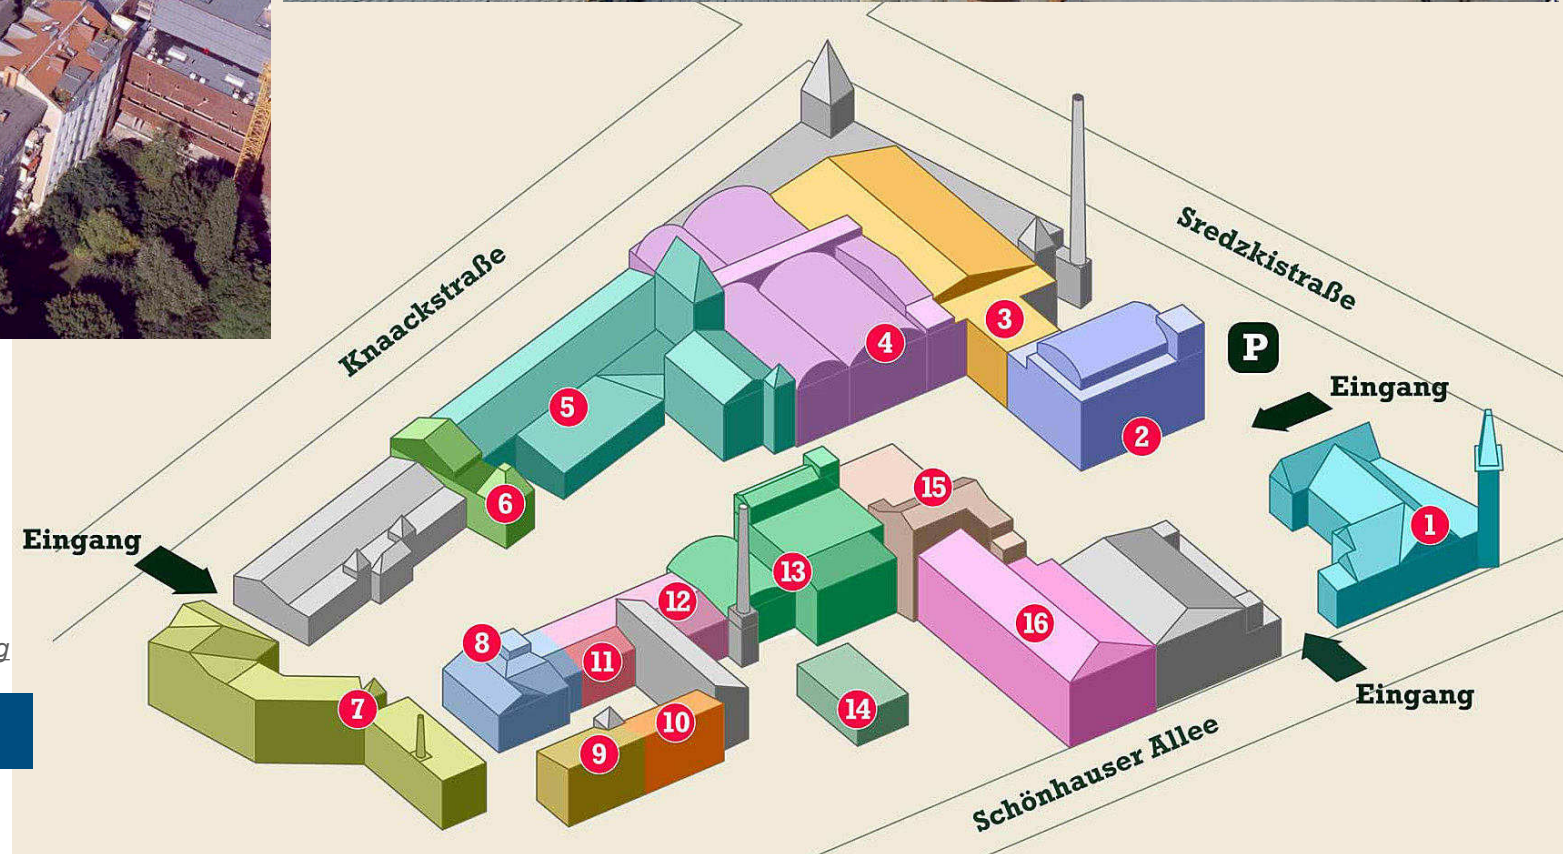 Sredzkistraße
Knaackstraße
3
4
P
Eingang
5
2
15
6
1
Eingang
13
12
16
8
11
Eingang
7
14
10
9
Schönhauser Allee
g